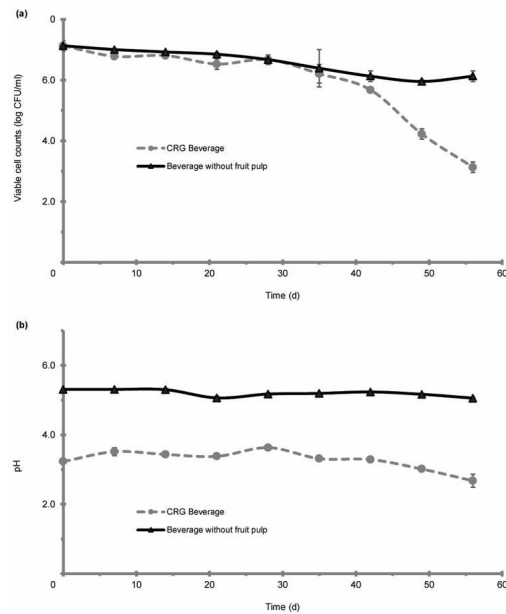 (a)
0
6.0
4.0
2.0
Viable cell counts (log CFU/ml)
CRG Beverage
Beverage without fruit pulp
0 10 20 30 40 50 60
Time (d)
(b)
6.0
4.0
2.0
pH
CRG Beverage
Beverage without fruit pulp
0 10 20 30 40 50 60
Time (d)